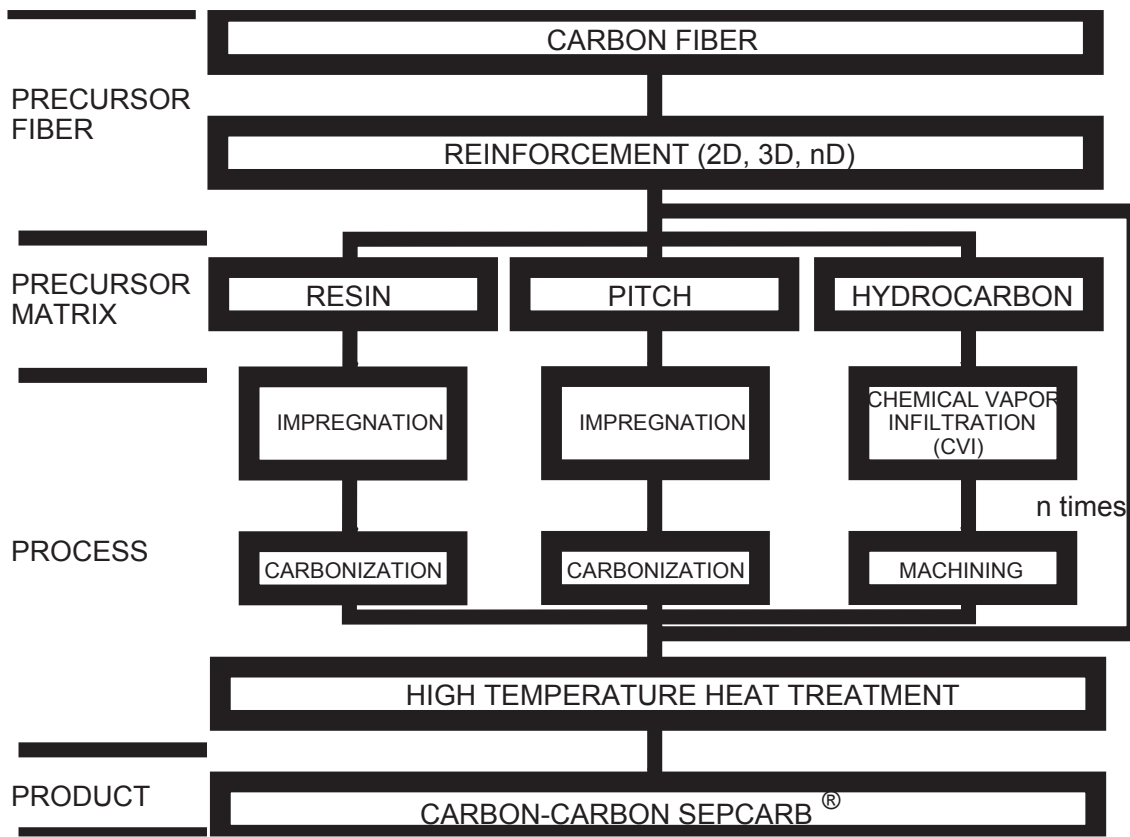 CARBON FIBER
PRECURSOR
FIBER
REINFORCEMENT (2D, 3D, nD)
PRECURSOR
MATRIX
RESIN
PITCH
HYDROCARBON
IMPREGNATION
IMPREGNATION
CHEMICAL VAPOR
INFILTRATION
(CVI)
n times
PROCESS
CARBONIZATION
CARBONIZATION
MACHINING
HIGH TEMPERATURE HEAT TREATMENT
PRODUCT
CARBON-CARBON SEPCARB ®